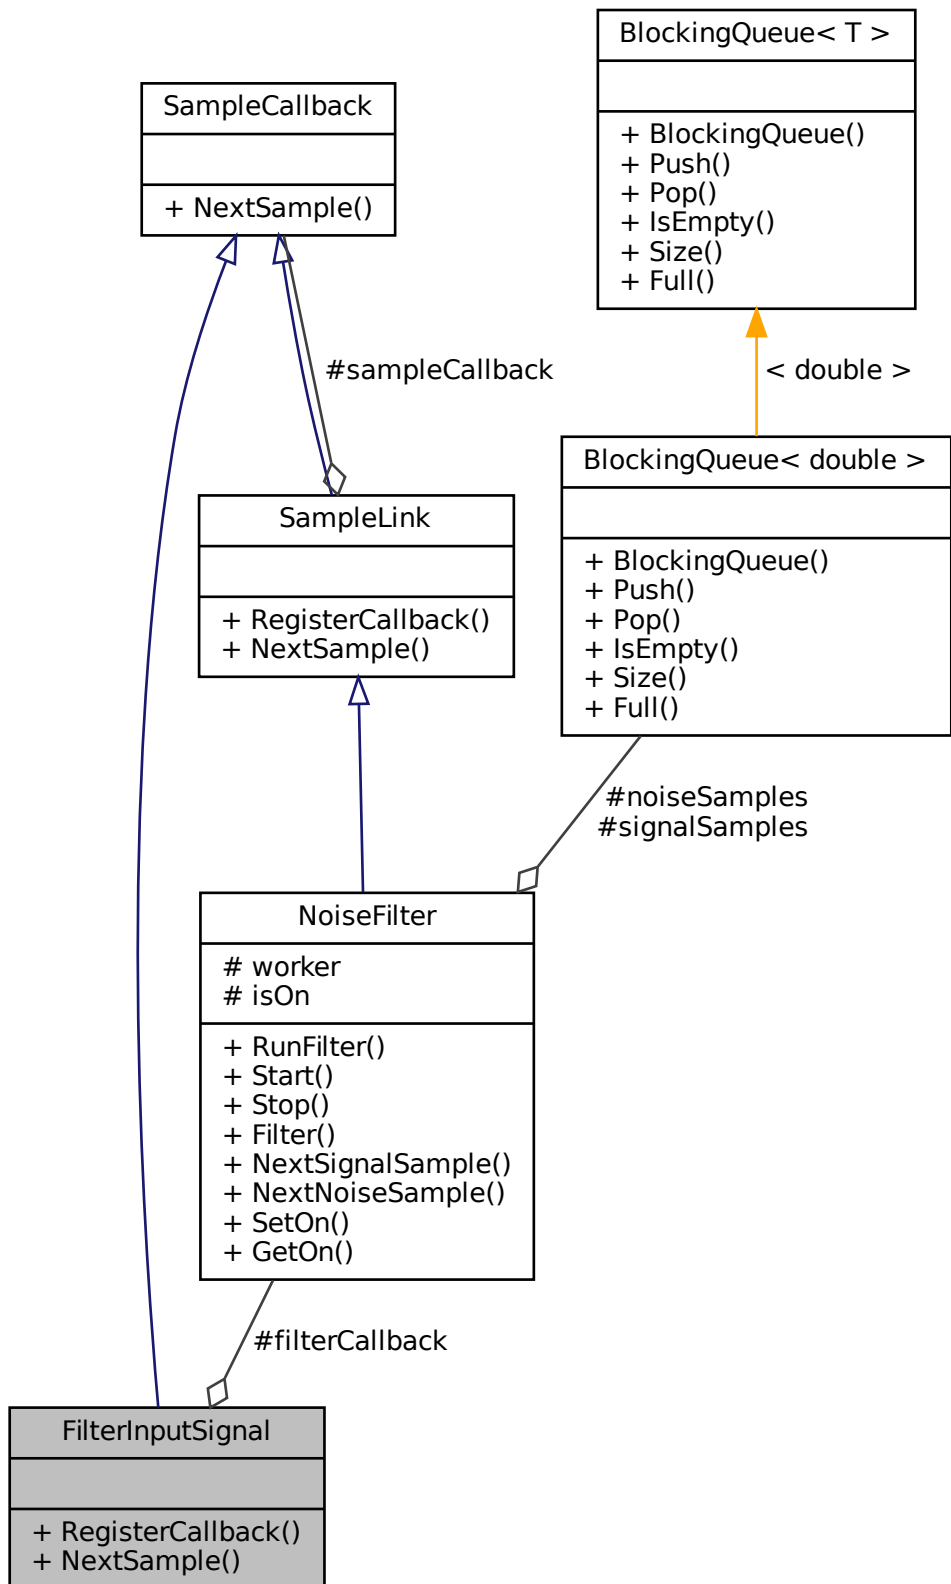 BlockingQueue< T >
+ BlockingQueue()
+ Push()
+ Pop()
+ IsEmpty()
+ Size()
+ Full()
SampleCallback
+ NextSample()
#sampleCallback
< double >
BlockingQueue< double >
+ BlockingQueue()
+ Push()
+ Pop()
+ IsEmpty()
+ Size()
+ Full()
SampleLink
+ RegisterCallback()
+ NextSample()
#noiseSamples
#signalSamples
NoiseFilter
# worker
# isOn
+ RunFilter()
+ Start()
+ Stop()
+ Filter()
+ NextSignalSample()
+ NextNoiseSample()
+ SetOn()
+ GetOn()
#filterCallback
FilterInputSignal
+ RegisterCallback()
+ NextSample()